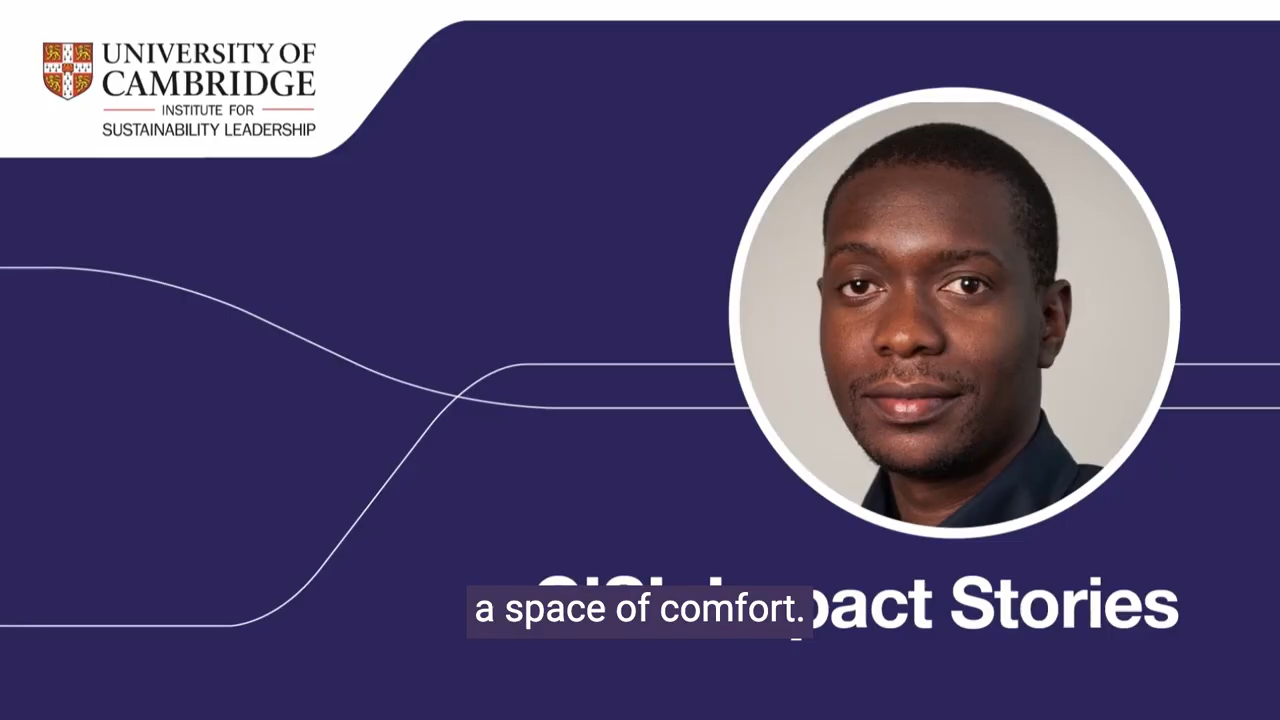 UNIVERSITY OF
CAMBRIDGE
INSTITUTE FOR
SUSTAINABILITY LEADERSHIP
Stories
a space of comfort.